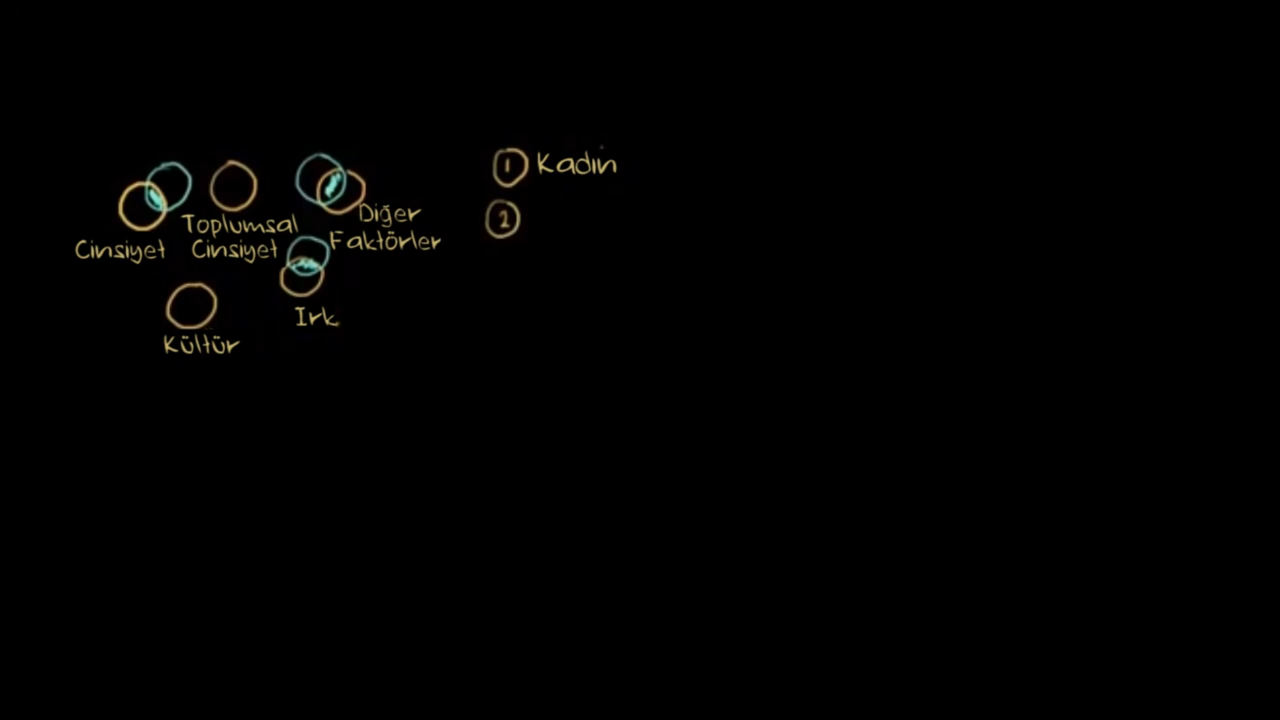 Cinsiyet
Toplumsal
Cinsiyet
Diğer
Faktörler
Kültür
Irk
1 Kadın
2